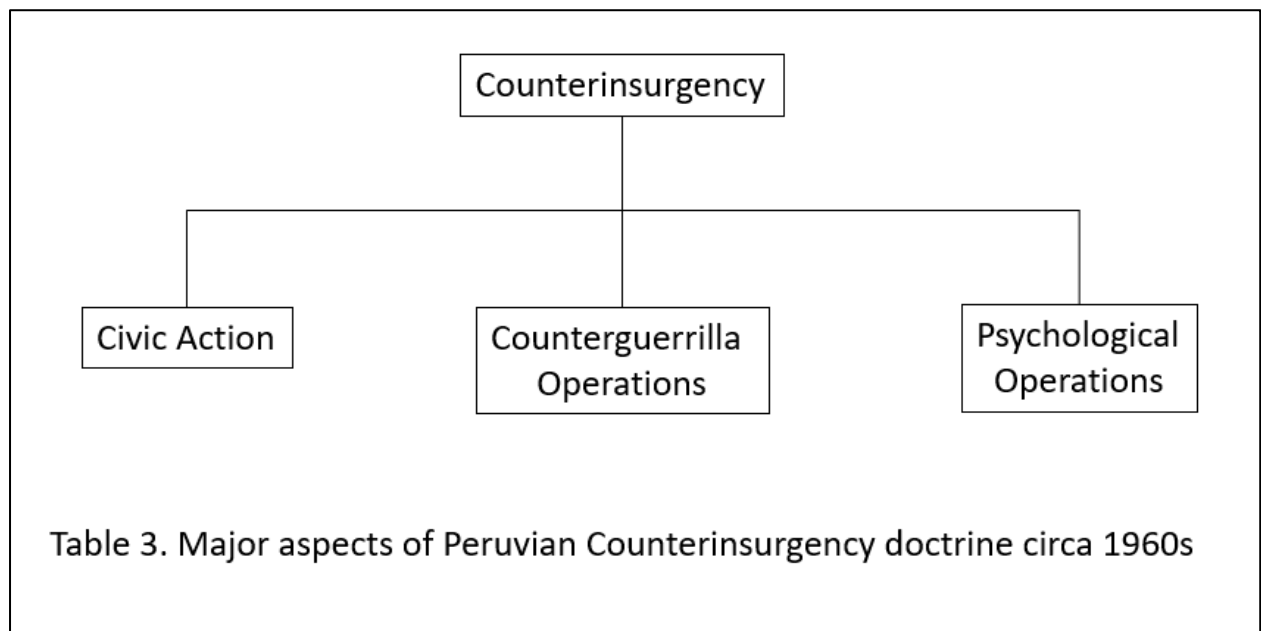 Counterinsurgency
Civic Action
Counterguerrilla
Operations
Psychological
Operations
Table 3. Major aspects of Peruvian Counterinsurgency doctrine circa 1960s